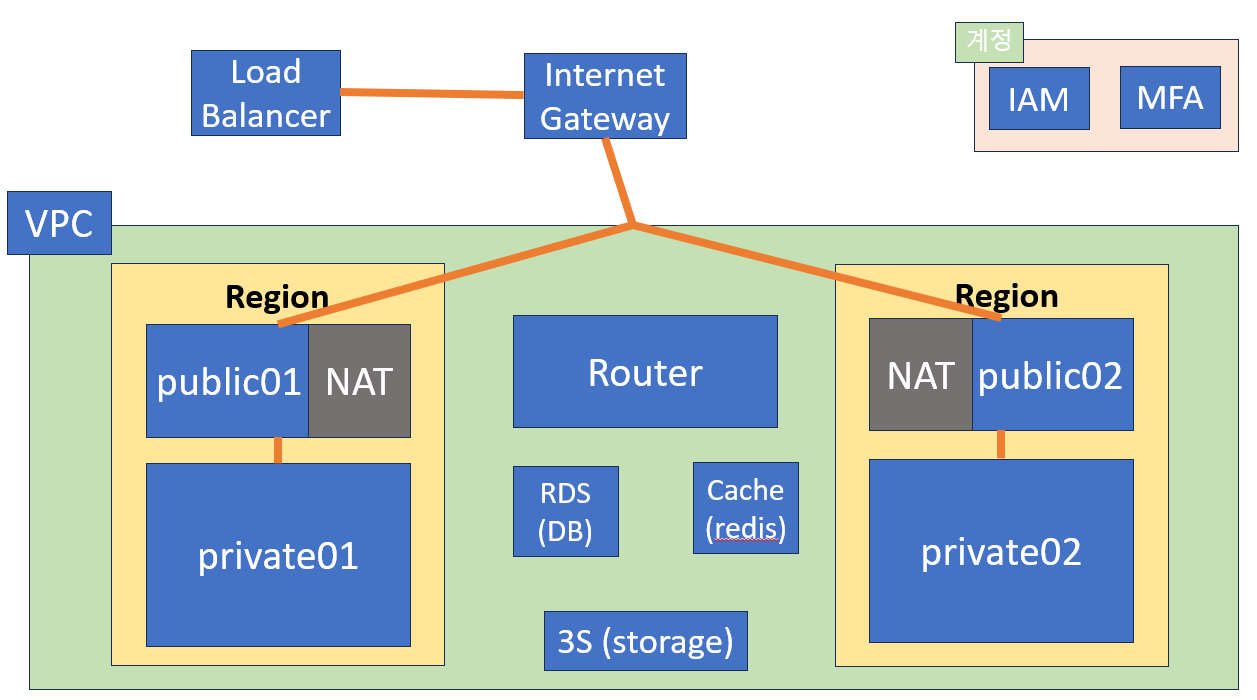 Load
Balancer
Internet
Gateway
계정
IAM
MFA
VPC
Region
public01
NAT
private01
Router
RDS
(DB)
Cache
(redis)
3S (storage)
Region
NAT
public02
private02